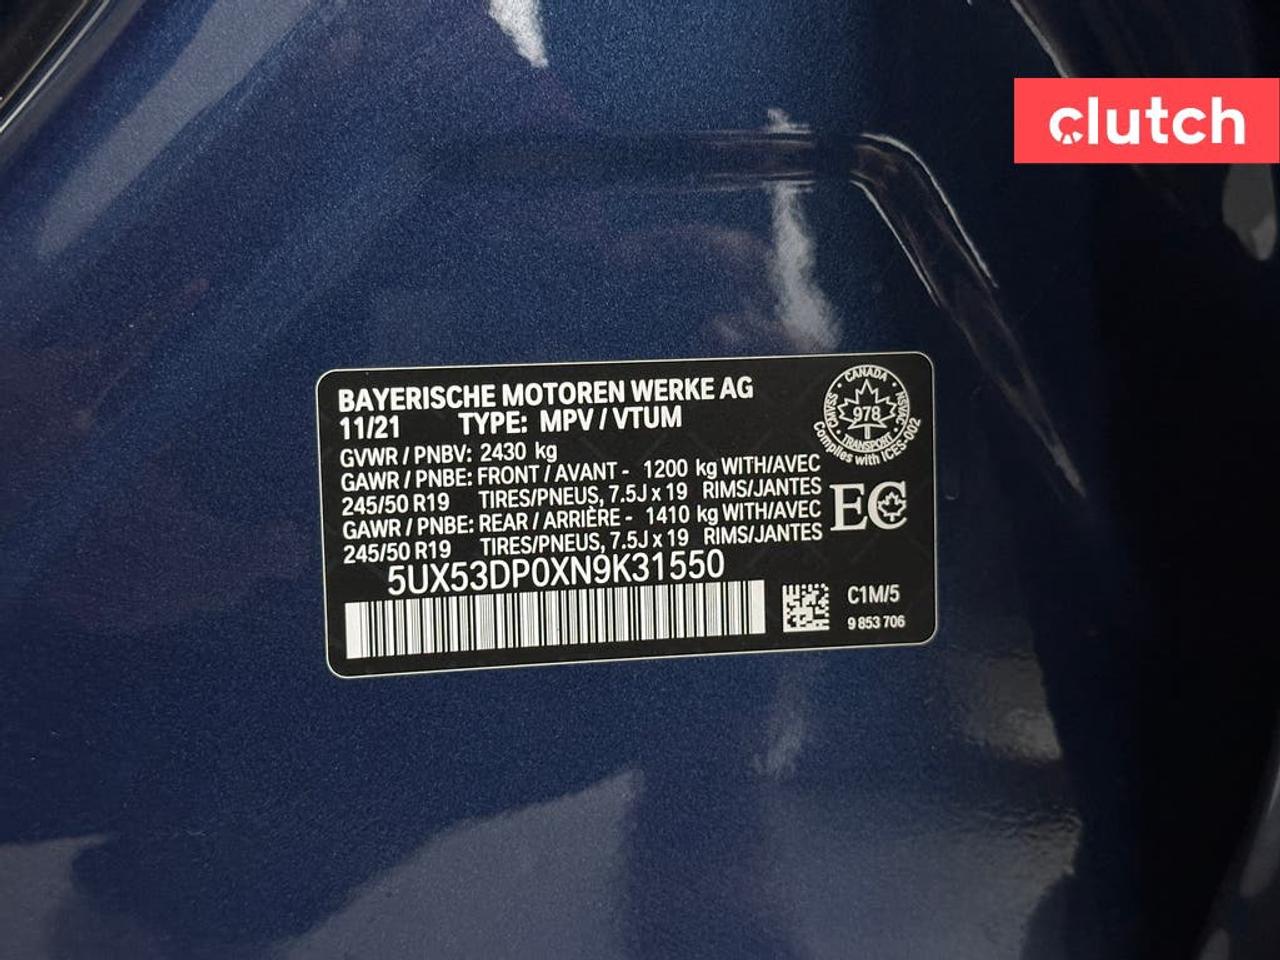 clutch
BAYERISCHE MOTOREN WERKE AG
11/21 TYPE: MPV / VTUM
GVWR / PNBV: 2430 kg
GAWR / PNBE: FRONT / AVANT - 1200 kg WITH/AVEC
245/50 R19 TIRES/PNEUS, 7.5J x 19 RIMS/JANTES
GAWR / PNBE: REAR / ARRIÈRE - 1410 kg WITH/AVEC
245/50 R19 TIRES/PNEUS, 7.5J x 19 RIMS/JANTES
5UX53DP0XN9K31550
CANADA
CMVSS
978
NSVAC
TRANSPORT
Complies with ICES-002
EC
C1M/5
9 853 706